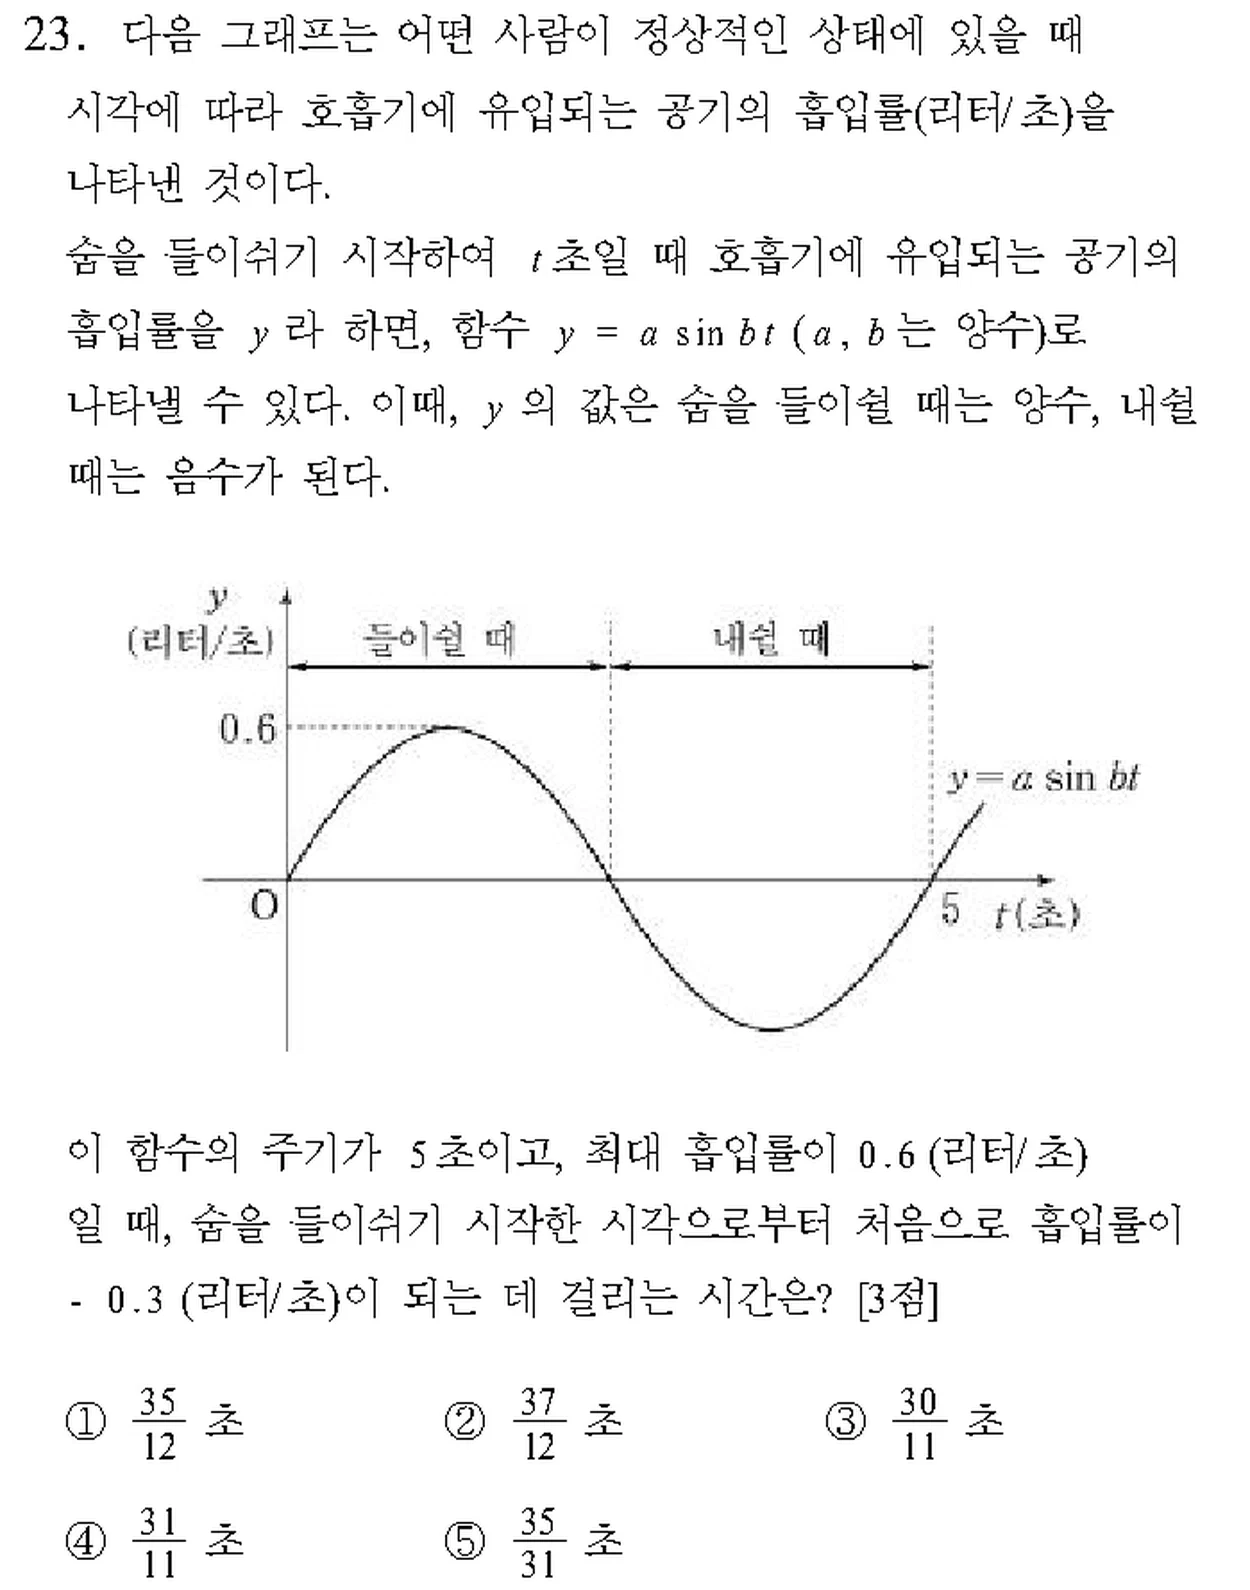 23. 다음 그래프는 어떤 사람이 정상적인 상태에 있을 때
시각에 따라 호흡기에 유입되는 공기의 흡입률(리터/초)을
나타낸 것이다.
숨을 들이쉬기 시작하여 t초일 때 호흡기에 유입되는 공기의
흡입률을 y라 하면, 함수 y = a sin bt (a, b는 양수)로
나타낼 수 있다. 이때, y의 값은 숨을 들이쉴 때는 양수, 내쉴
때는 음수가 된다.
y
(리터/초)
들이쉴 때
내쉴 때
0.6
y=a sin bt
O
5
t(초)
이 함수의 주기가 5초이고, 최대 흡입률이 0.6(리터/초)
일 때, 숨을 들이쉬기 시작한 시각으로부터 처음으로 흡입률이
- 0.3 (리터/초)이 되는 데 걸리는 시간은? [3점]
① 35/12 초 ② 37/12 초 ③ 30/11 초
④ 31/11 초 ⑤ 35/31 초